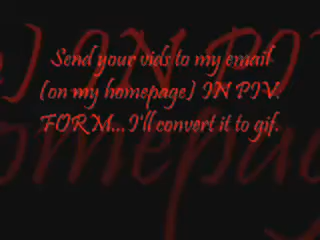 Send your vids to my email
(on my homepage) IN PIV.
FORM...I'll convert it to gif.